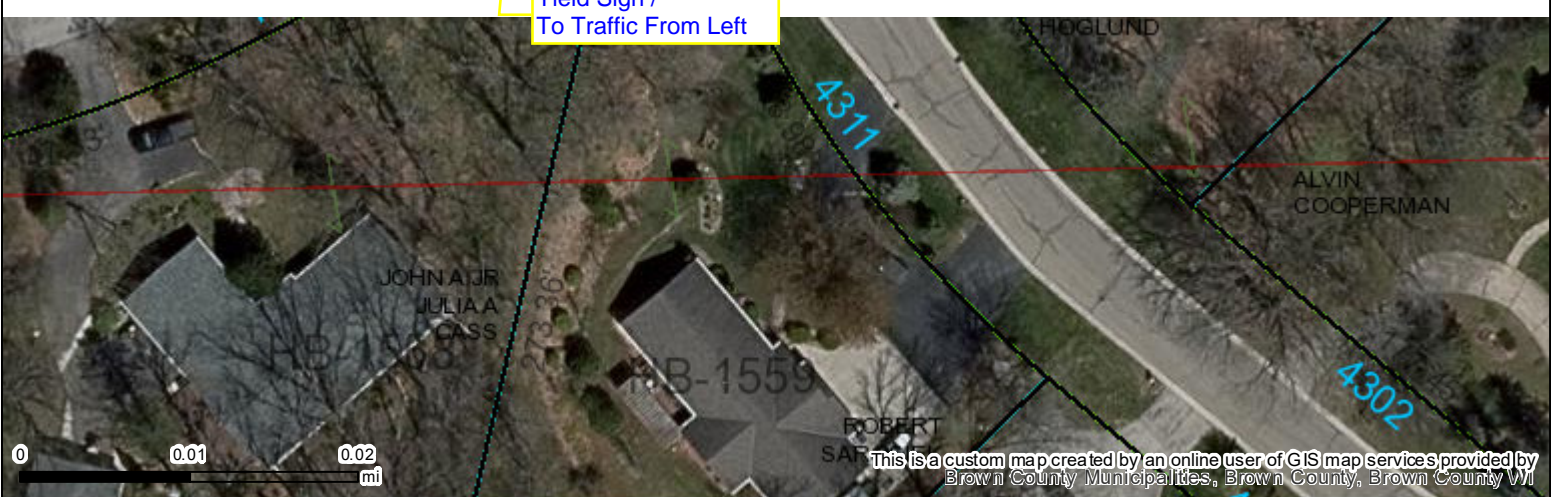 Yield Sign /
To Traffic From Left
HOGLUND
4311
ALVIN
COOPERMAN
JOHN A JR
JULIA A
CASS
273.36'
HB-1559
4302
ROBERT
0 0.01 0.02
mi
This is a custom map created by an online user of GIS map services provided by
Brown County Municipalities, Brown County, Brown County WI